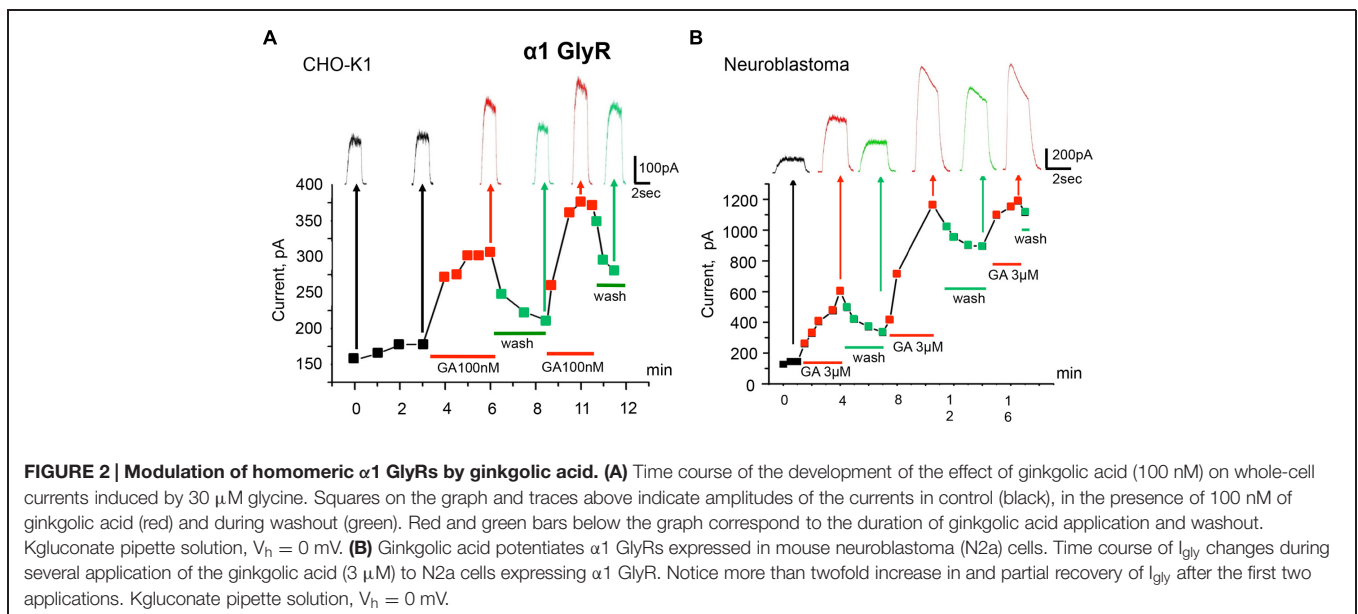 A
α1 GlyR
CHO-K1
100pA
2sec
400
350
300
250
200
150
Current, pA
wash
wash
GA100nM
GA100nM
min
0 2 4 6 8 11 12
B
Neuroblastoma
200pA
2sec
1200
1000
800
600
400
200
0
Current, pA
wash
GA 3µM
wash
GA 3µM
wash
GA 3µM
min
0 4 8 1 1
2 6
FIGURE 2 | Modulation of homomeric α1 GlyRs by ginkgolic acid. (A) Time course of the development of the effect of ginkgolic acid (100 nM) on whole-cell
currents induced by 30 µM glycine. Squares on the graph and traces above indicate amplitudes of the currents in control (black), in the presence of 100 nM of
ginkgolic acid (red) and during washout (green). Red and green bars below the graph correspond to the duration of ginkgolic acid application and washout.
Kgluconate pipette solution, Vh = 0 mV. (B) Ginkgolic acid potentiates α1 GlyRs expressed in mouse neuroblastoma (N2a) cells. Time course of Igly changes during
several application of the ginkgolic acid (3 µM) to N2a cells expressing α1 GlyR. Notice more than twofold increase in and partial recovery of Igly after the first two
applications. Kgluconate pipette solution, Vh = 0 mV.